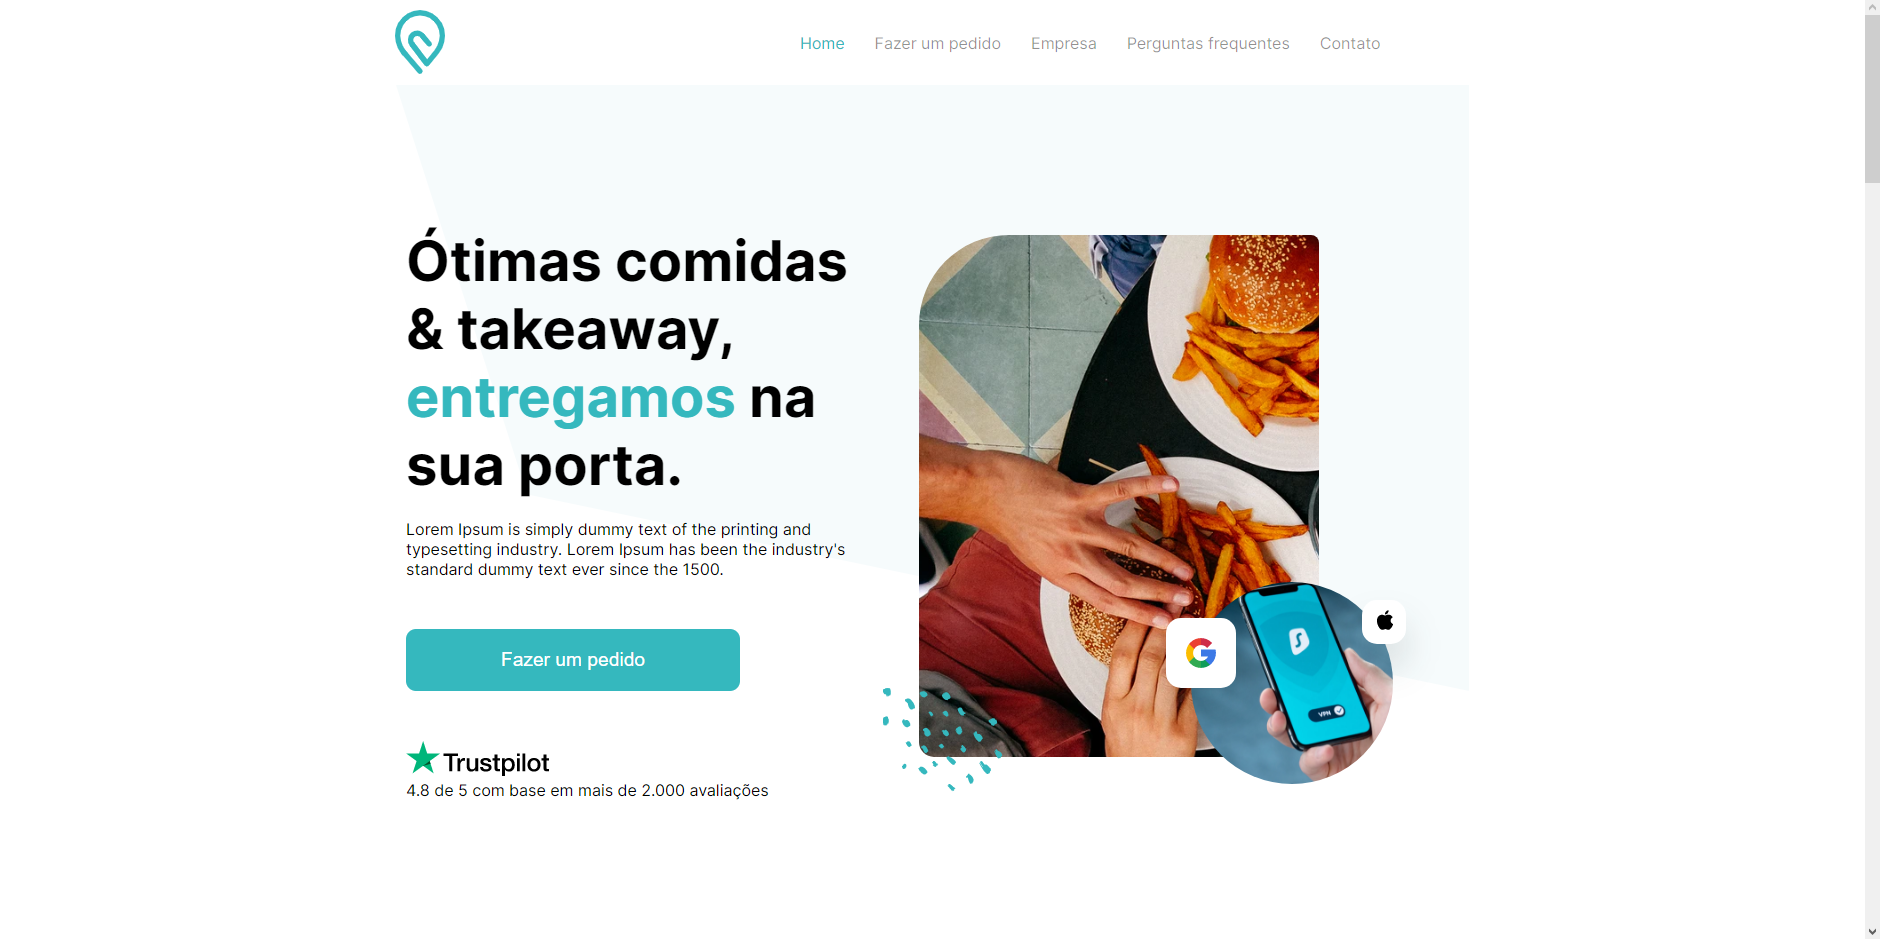 Home Fazer um pedido Empresa Perguntas frequentes Contato
Ótimas comidas
& takeaway,
entregamos na
sua porta.
Lorem Ipsum is simply dummy text of the printing and
typesetting industry. Lorem Ipsum has been the industry's
standard dummy text ever since the 1500.
Fazer um pedido
VPN
Trustpilot
4.8 de 5 com base em mais de 2.000 avaliações